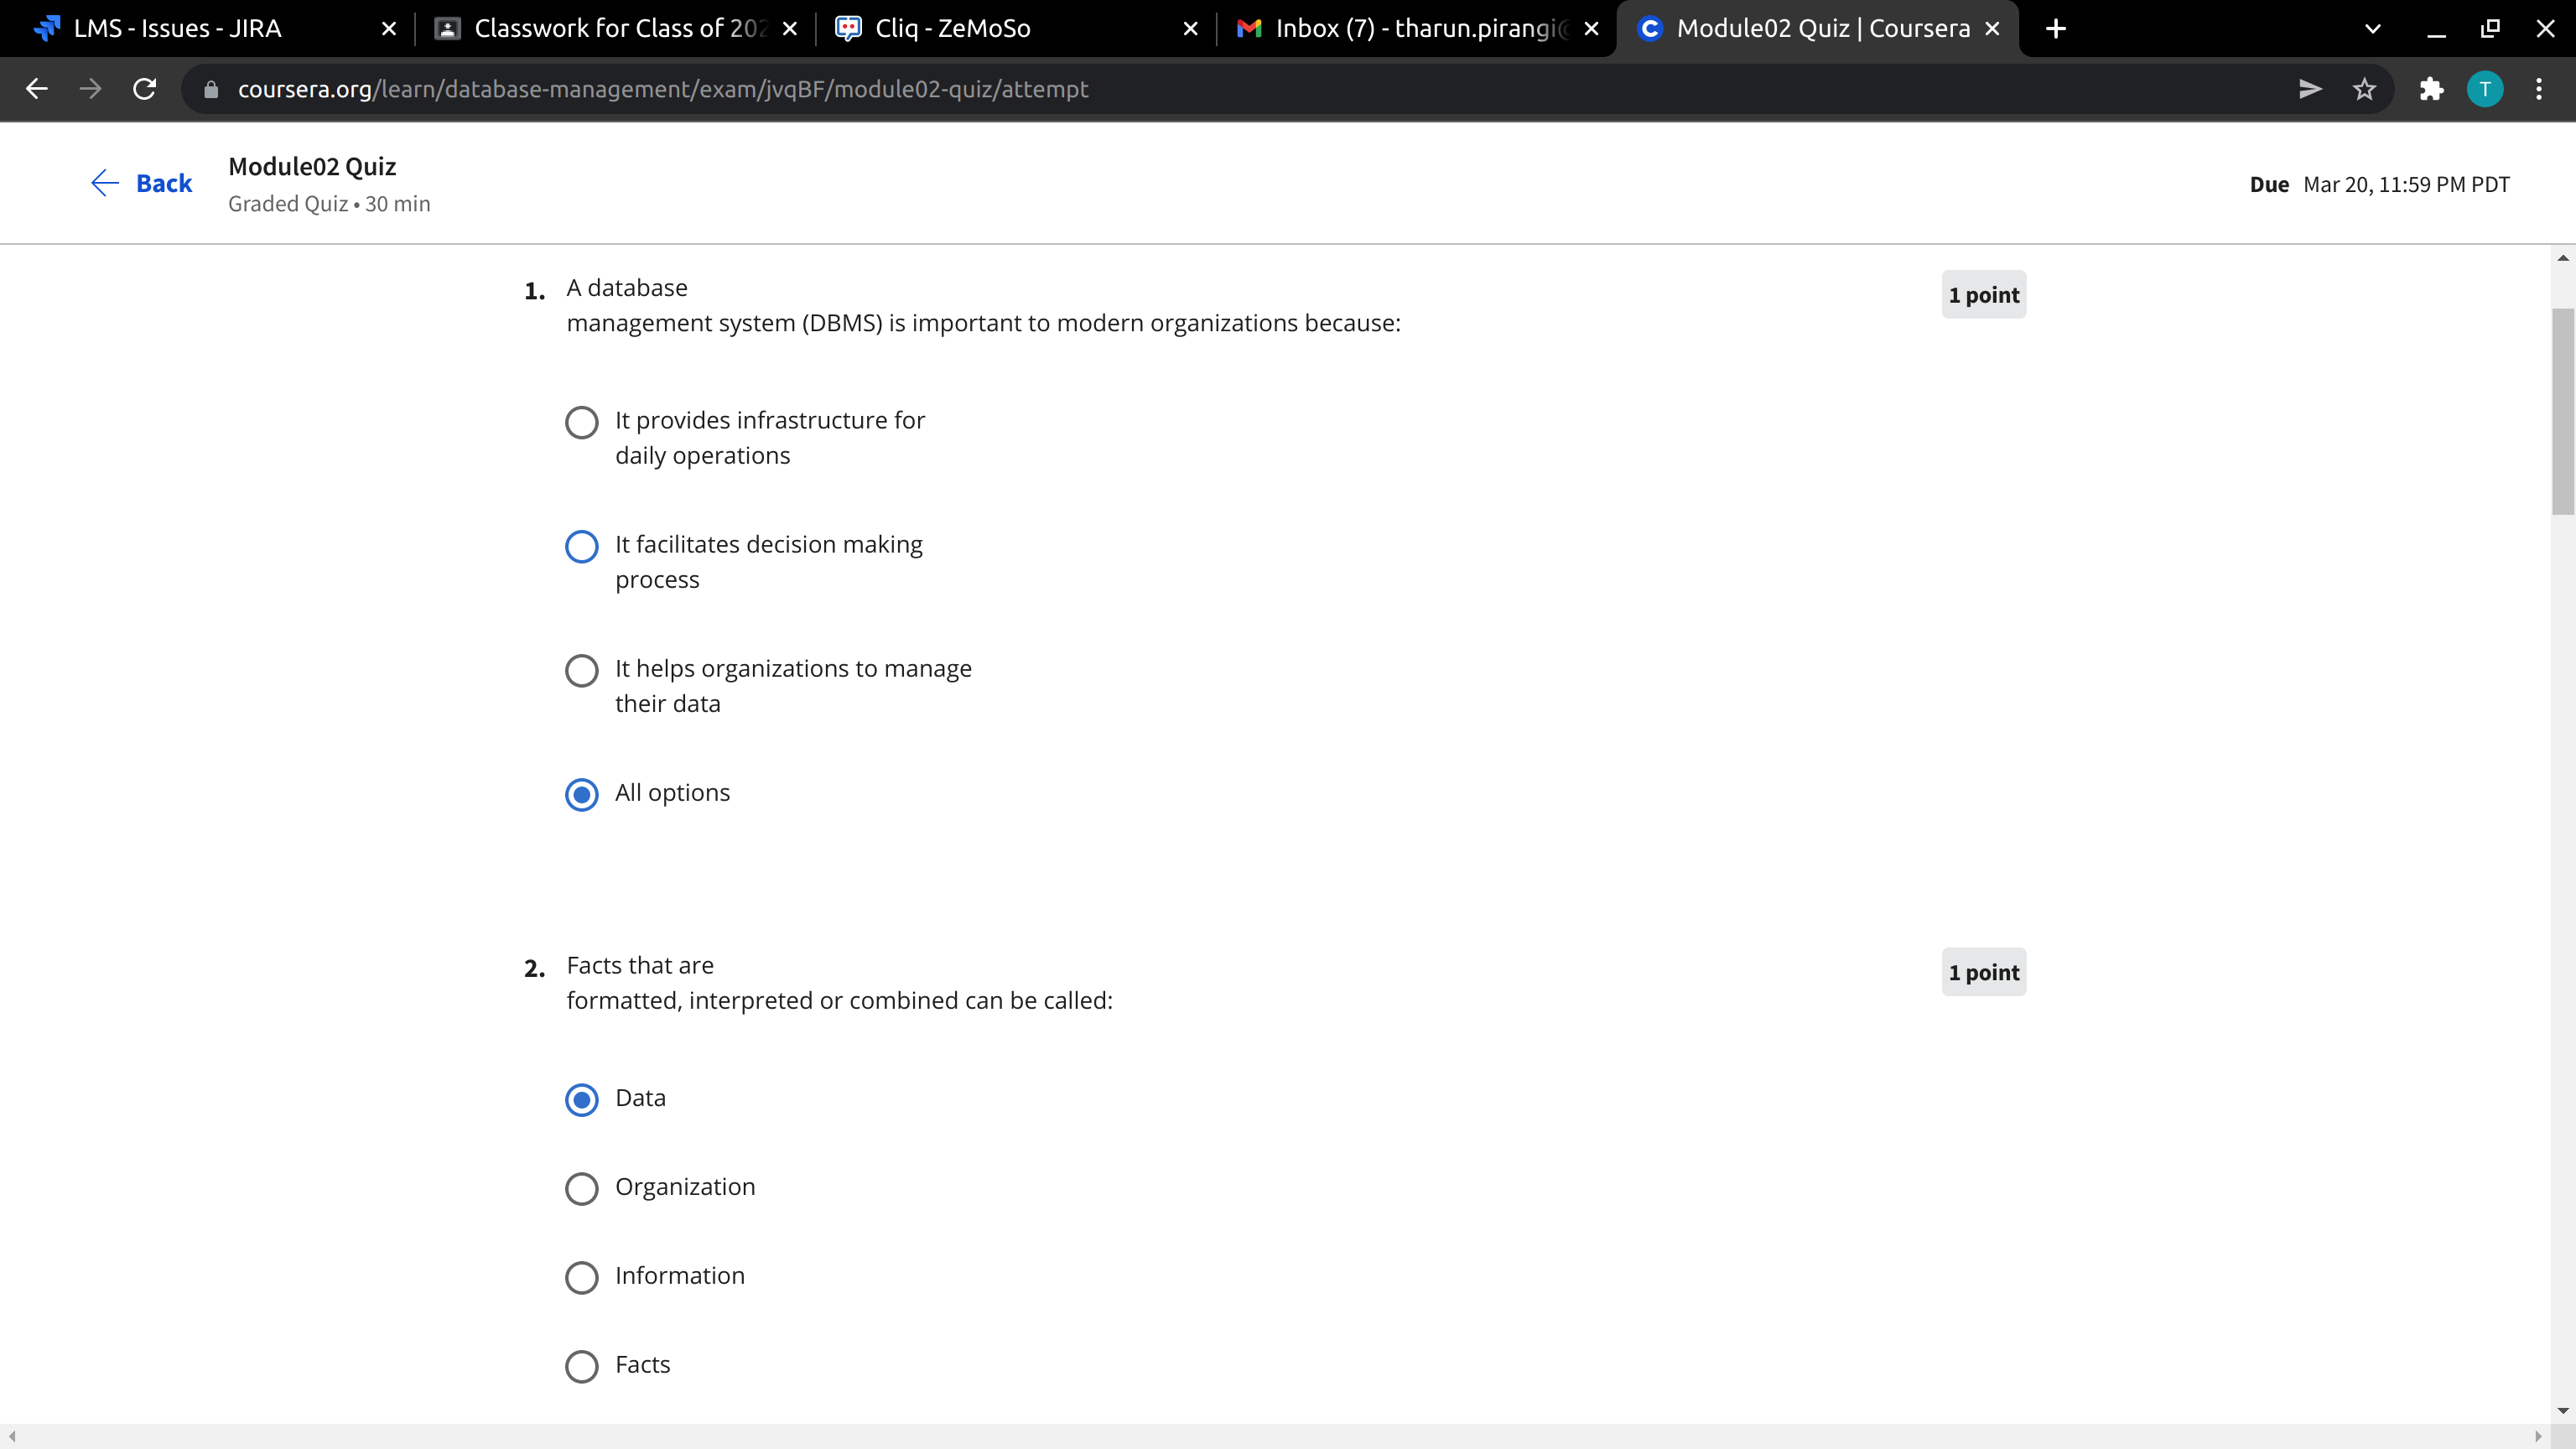 LMS - Issues - JIRA
Classwork for Class of 202
Cliq - ZeMoSo
Inbox (7) - tharun.pirangi
Module02 Quiz | Coursera
coursera.org/learn/database-management/exam/jvqBF/module02-quiz/attempt
T
Back
Module02 Quiz
Graded Quiz • 30 min
Due Mar 20, 11:59 PM PDT
1. A database
management system (DBMS) is important to modern organizations because:
1 point
It provides infrastructure for
daily operations
It facilitates decision making
process
It helps organizations to manage
their data
All options
2. Facts that are
formatted, interpreted or combined can be called:
1 point
Data
Organization
Information
Facts